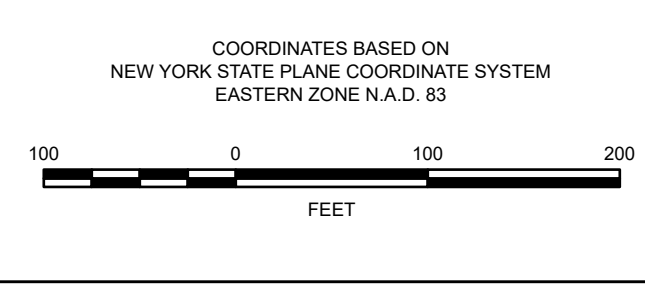 COORDINATES BASED ON
NEW YORK STATE PLANE COORDINATE SYSTEM
EASTERN ZONE N.A.D. 83
100 0 100 200
FEET